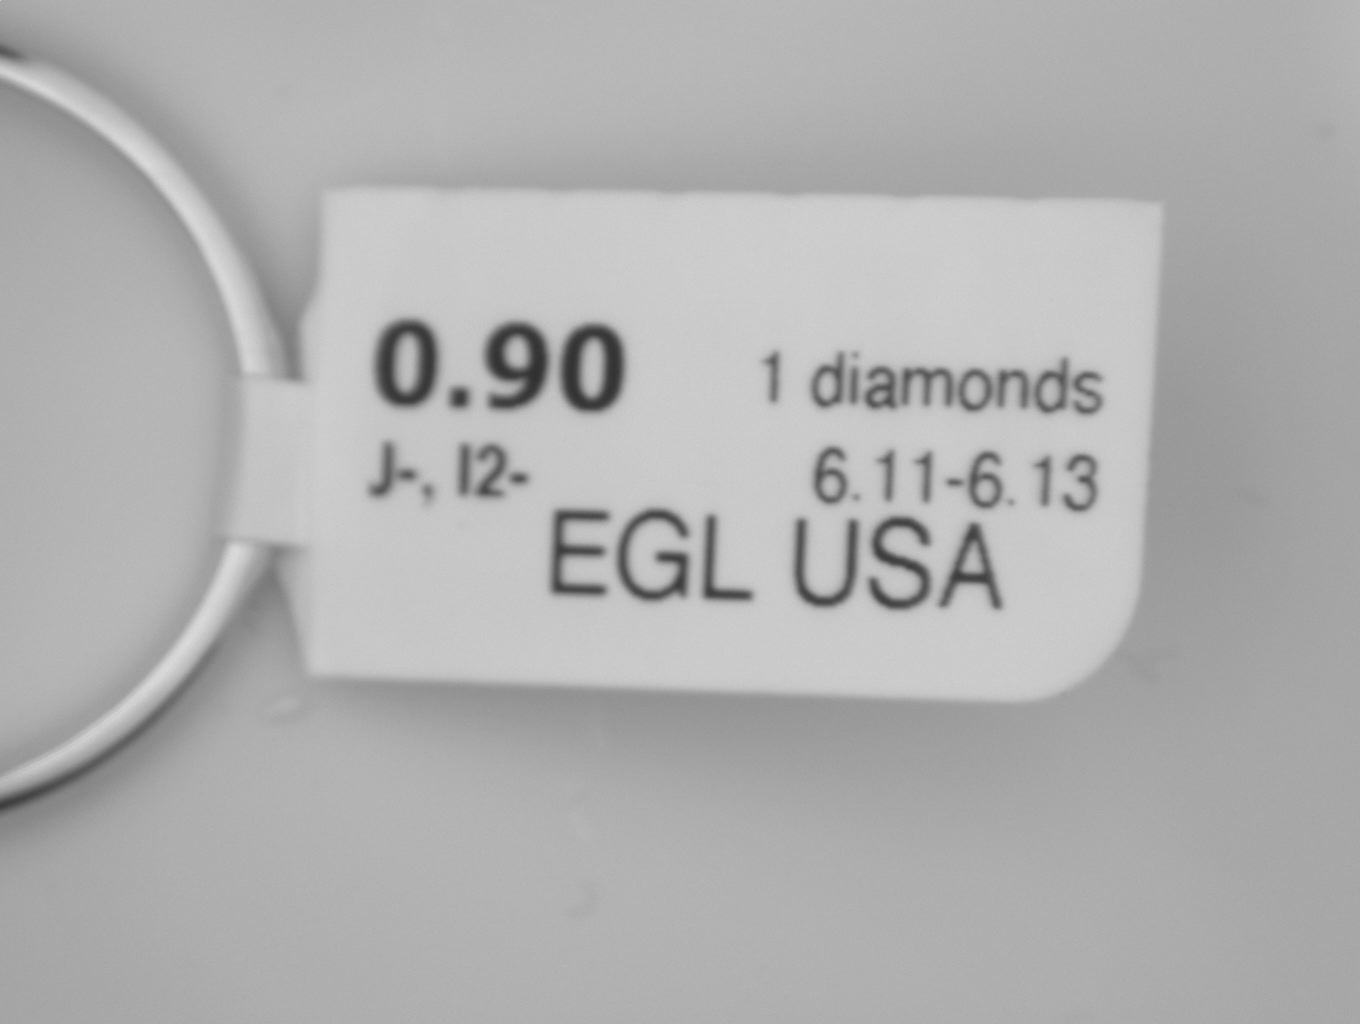 0.90 1 diamonds
J-, I2- 6.11-6.13
EGL USA